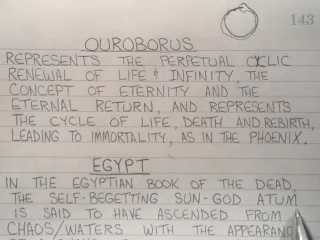 143
OUROBORUS
REPRESENTS THE PERPETUAL CYCLIC
RENEWAL OF LIFE & INFINITY, THE
CONCEPT OF ETERNITY AND THE
ETERNAL RETURN, AND REPRESENTS
THE CYCLE OF LIFE, DEATH AND REBIRTH,
LEADING TO IMMORTALITY, AS IN THE PHOENIX.
EGYPT
IN THE EGYPTIAN BOOK OF THE DEAD,
THE SELF-BEGETTING SUN-GOD ATUM
IS SAID TO HAVE ASCENDED FROM
CHAOS/WATERS WITH THE APPEARANC